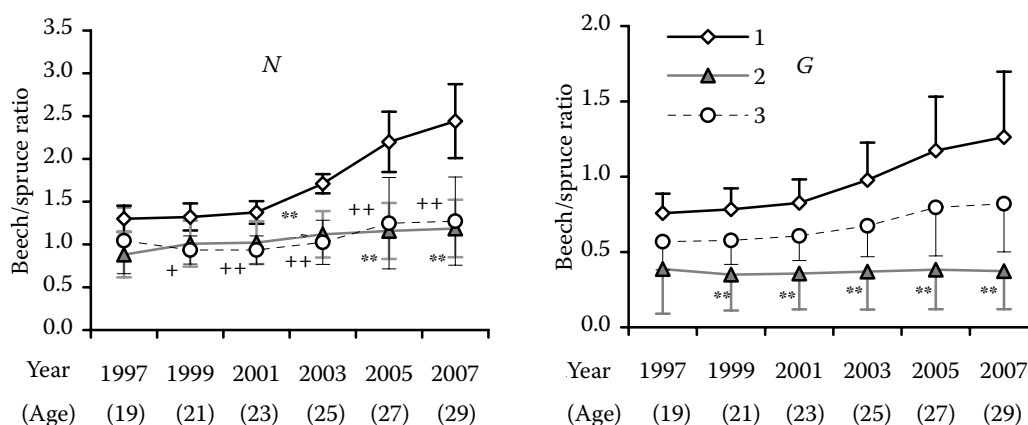 3.5
3.0
2.5
2.0
1.5
1.0
0.5
0.0
Beech/spruce ratio
N
+ ++ ** ++ ++ ** ++ **
Year 1997 1999 2001 2003 2005 2007
(Age) (19) (21) (23) (25) (27) (29)
2.0
1.5
1.0
0.5
0.0
Beech/spruce ratio
1
2
3
G
** ** ** ** **
Year 1997 1999 2001 2003 2005 2007
(Age) (19) (21) (23) (25) (27) (29)